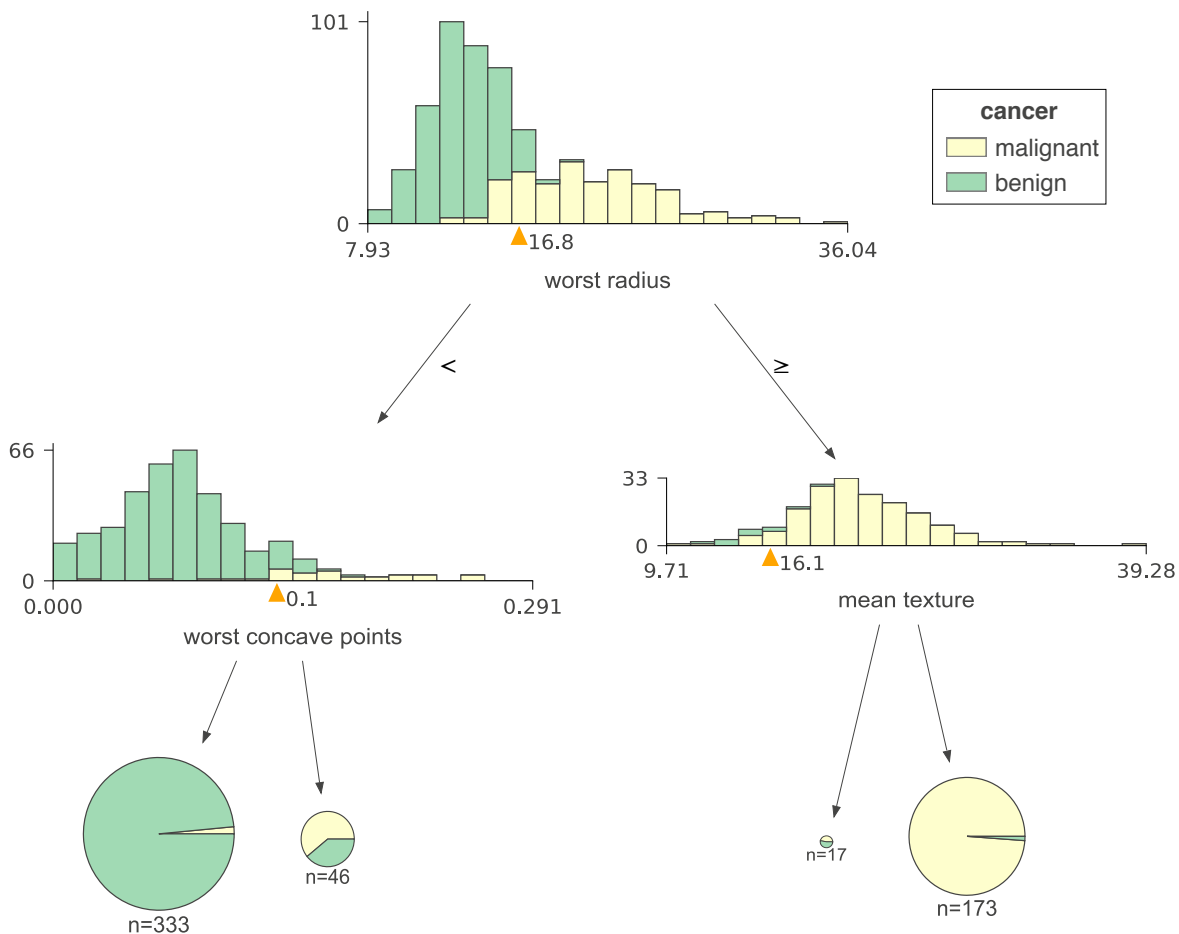 101
0
7.93
16.8
36.04
worst radius
cancer
malignant
benign
<
≥
66
0
0.000
0.1
0.291
worst concave points
33
0
9.71
16.1
39.28
mean texture
n=333
n=46
n=17
n=173